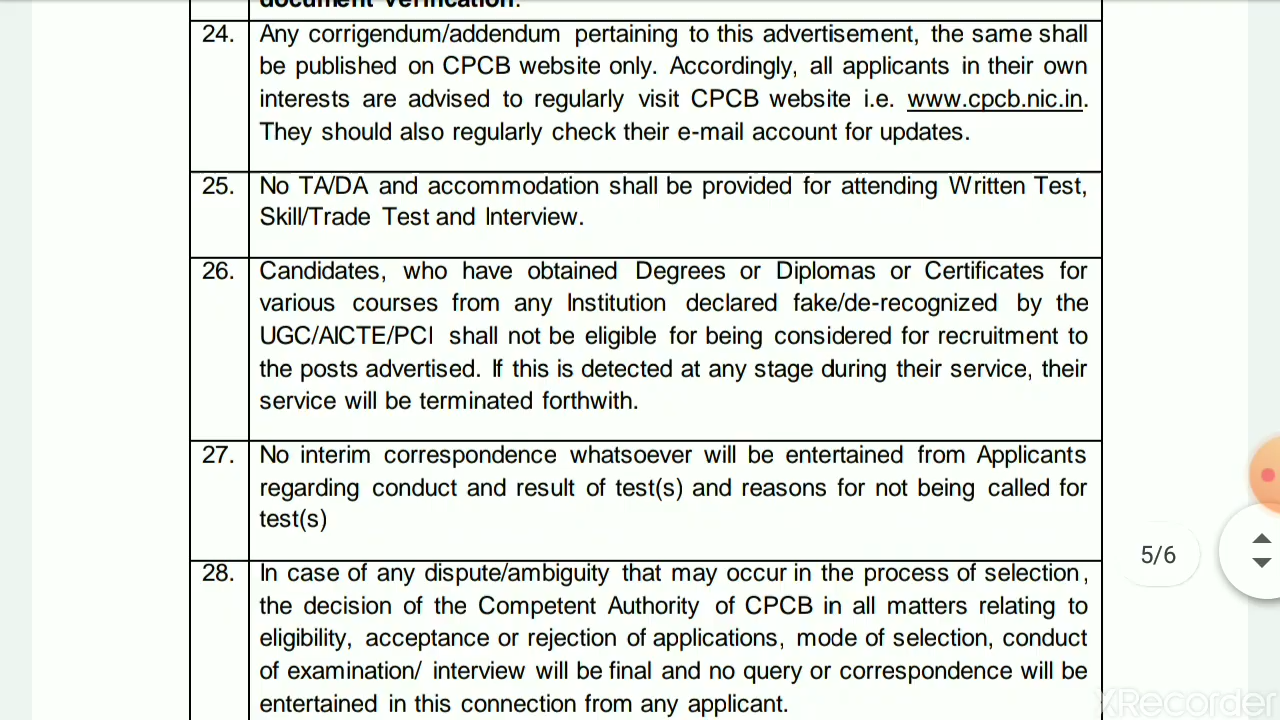 document verification.
24. Any corrigendum/addendum pertaining to this advertisement, the same shall
be published on CPCB website only. Accordingly, all applicants in their own
interests are advised to regularly visit CPCB website i.e. www.cpcb.nic.in.
They should also regularly check their e-mail account for updates.
25. No TA/DA and accommodation shall be provided for attending Written Test,
Skill/Trade Test and Interview.
26. Candidates, who have obtained Degrees or Diplomas or Certificates for
various courses from any Institution declared fake/de-recognized by the
UGC/AICTE/PCI shall not be eligible for being considered for recruitment to
the posts advertised. If this is detected at any stage during their service, their
service will be terminated forthwith.
27. No interim correspondence whatsoever will be entertained from Applicants
regarding conduct and result of test(s) and reasons for not being called for
test(s)
5/6
28. In case of any dispute/ambiguity that may occur in the process of selection,
the decision of the Competent Authority of CPCB in all matters relating to
eligibility, acceptance or rejection of applications, mode of selection, conduct
of examination/ interview will be final and no query or correspondence will be
entertained in this connection from any applicant.
XRecorder